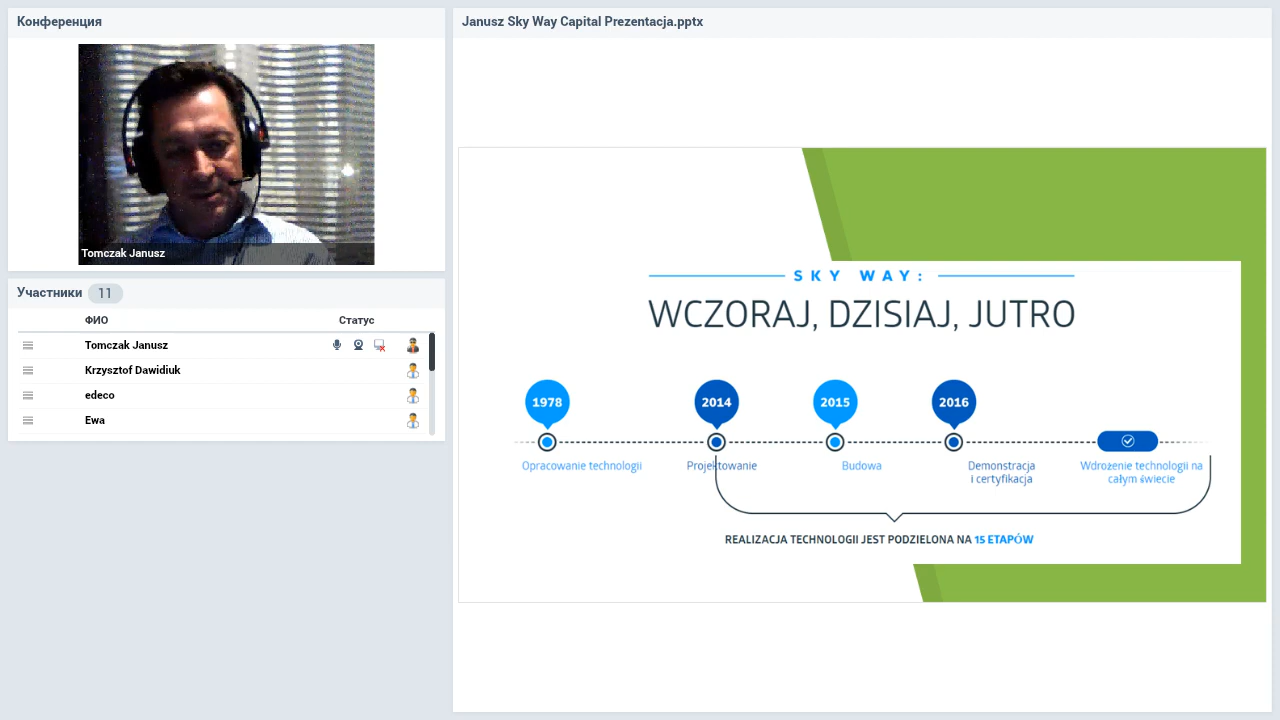 Конференция
Tomczak Janusz
Участники 11
ФИО Статус
Tomczak Janusz
Krzysztof Dawidiuk
edeco
Ewa
Janusz Sky Way Capital Prezentacja.pptx
SKY WAY:
WCZORAJ, DZISIAJ, JUTRO
1978 2014 2015 2016
Opracowanie technologii Projektowanie Budowa Demonstracja i certyfikacja Wdrożenie technologii na całym świecie
REALIZACJA TECHNOLOGII JEST PODZIELONA NA 15 ETAPÓW